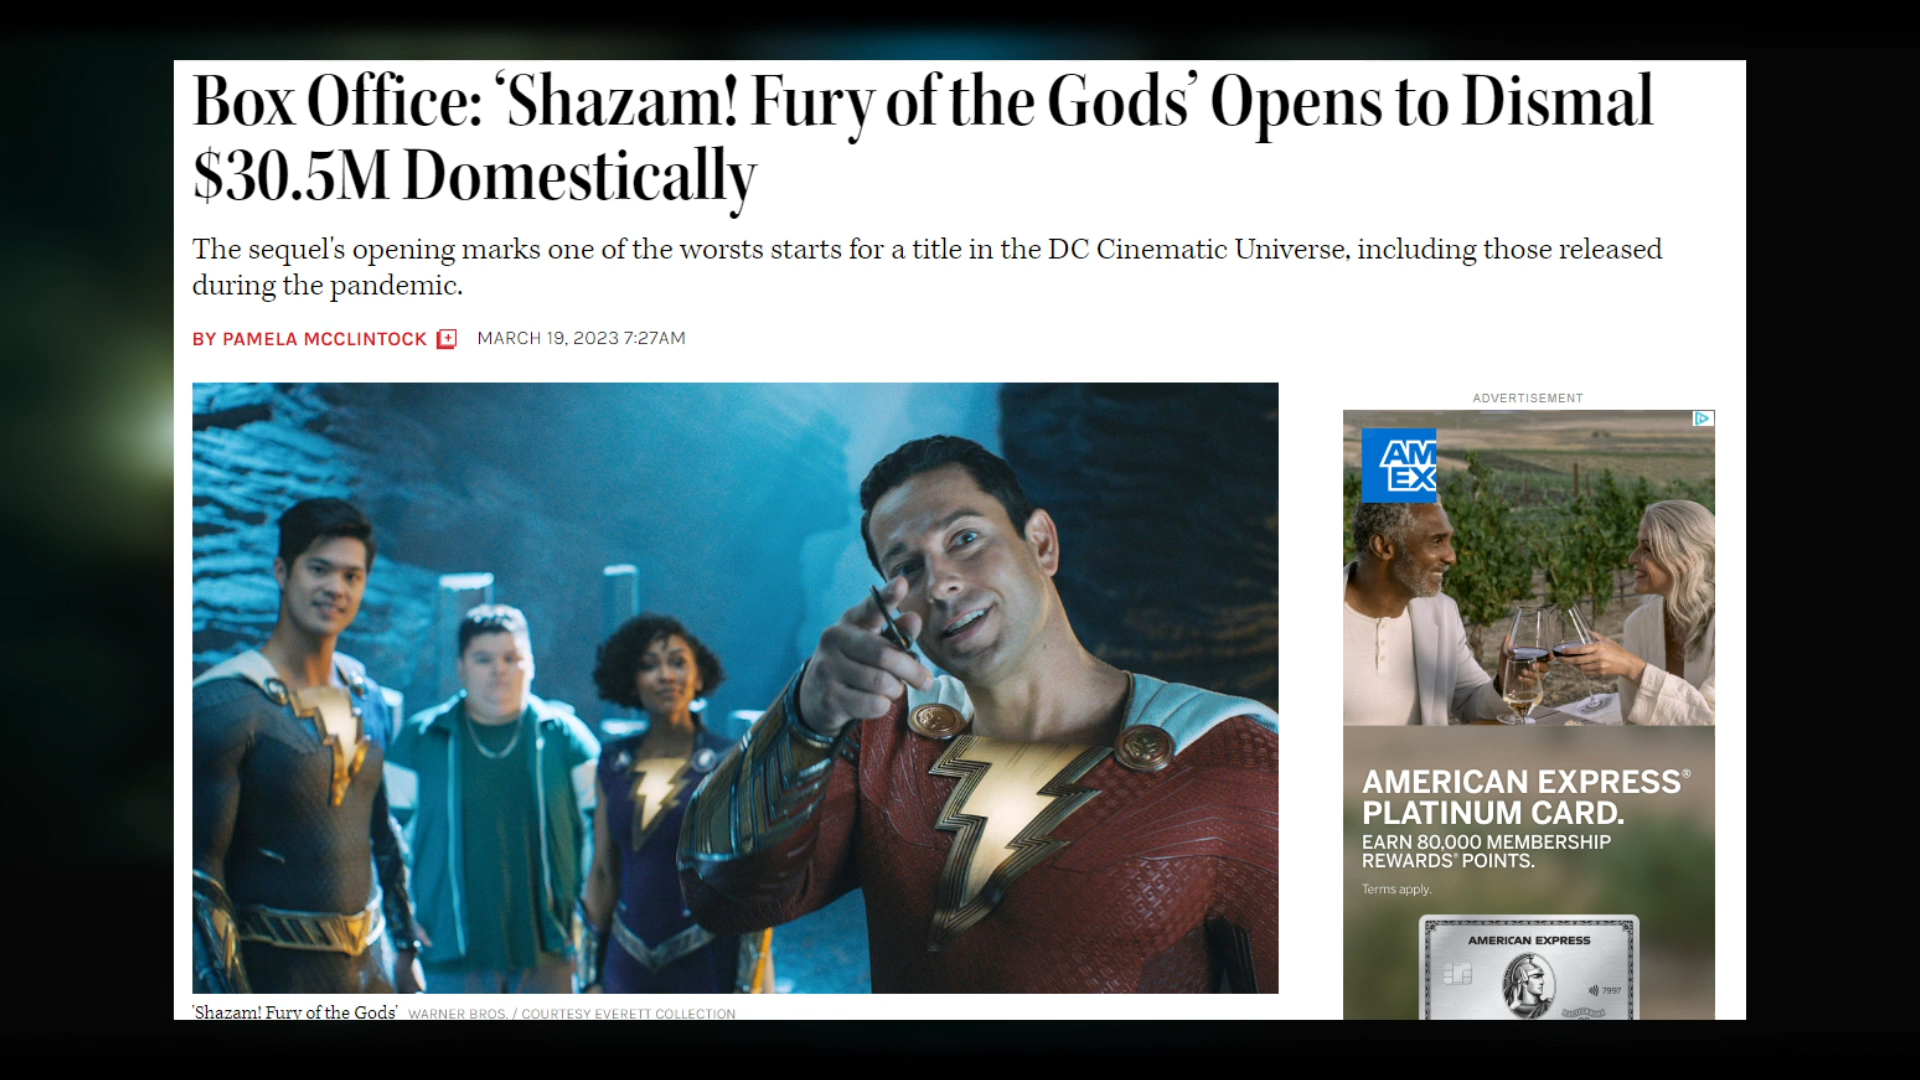 Box Office: ‘Shazam! Fury of the Gods’ Opens to Dismal
$30.5M Domestically
The sequel's opening marks one of the worsts starts for a title in the DC Cinematic Universe, including those released
during the pandemic.
BY PAMELA MCCLINTOCK MARCH 19, 2023 7:27AM
ADVERTISEMENT
AM
EX
AMERICAN EXPRESS®
PLATINUM CARD.
EARN 80,000 MEMBERSHIP
REWARDS® POINTS.
Terms apply.
AMERICAN EXPRESS
7997
'Shazam! Fury of the Gods' WARNER BROS. / COURTESY EVERETT COLLECTION